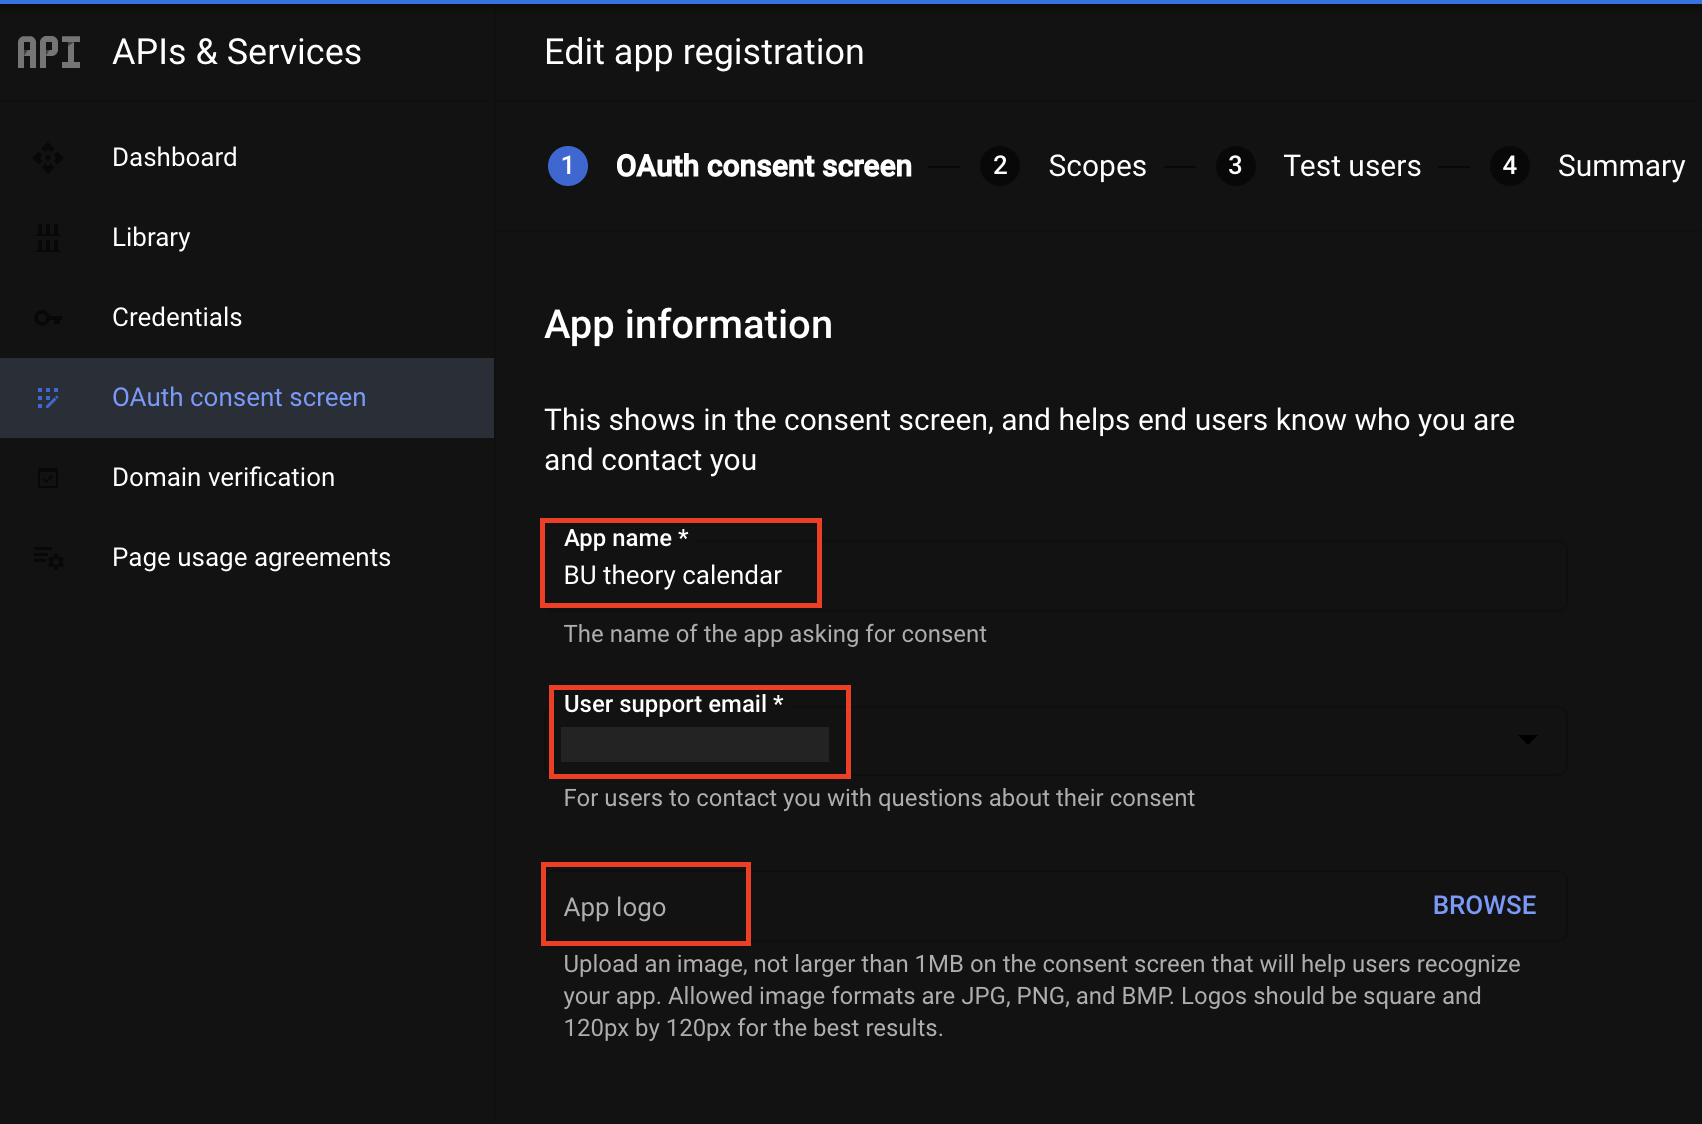 API APIs & Services
Edit app registration
Dashboard
Library
Credentials
OAuth consent screen
Domain verification
Page usage agreements
1 OAuth consent screen 2 Scopes 3 Test users 4 Summary
App information
This shows in the consent screen, and helps end users know who you are
and contact you
App name *
BU theory calendar
The name of the app asking for consent
User support email *
For users to contact you with questions about their consent
App logo
BROWSE
Upload an image, not larger than 1MB on the consent screen that will help users recognize
your app. Allowed image formats are JPG, PNG, and BMP. Logos should be square and
120px by 120px for the best results.